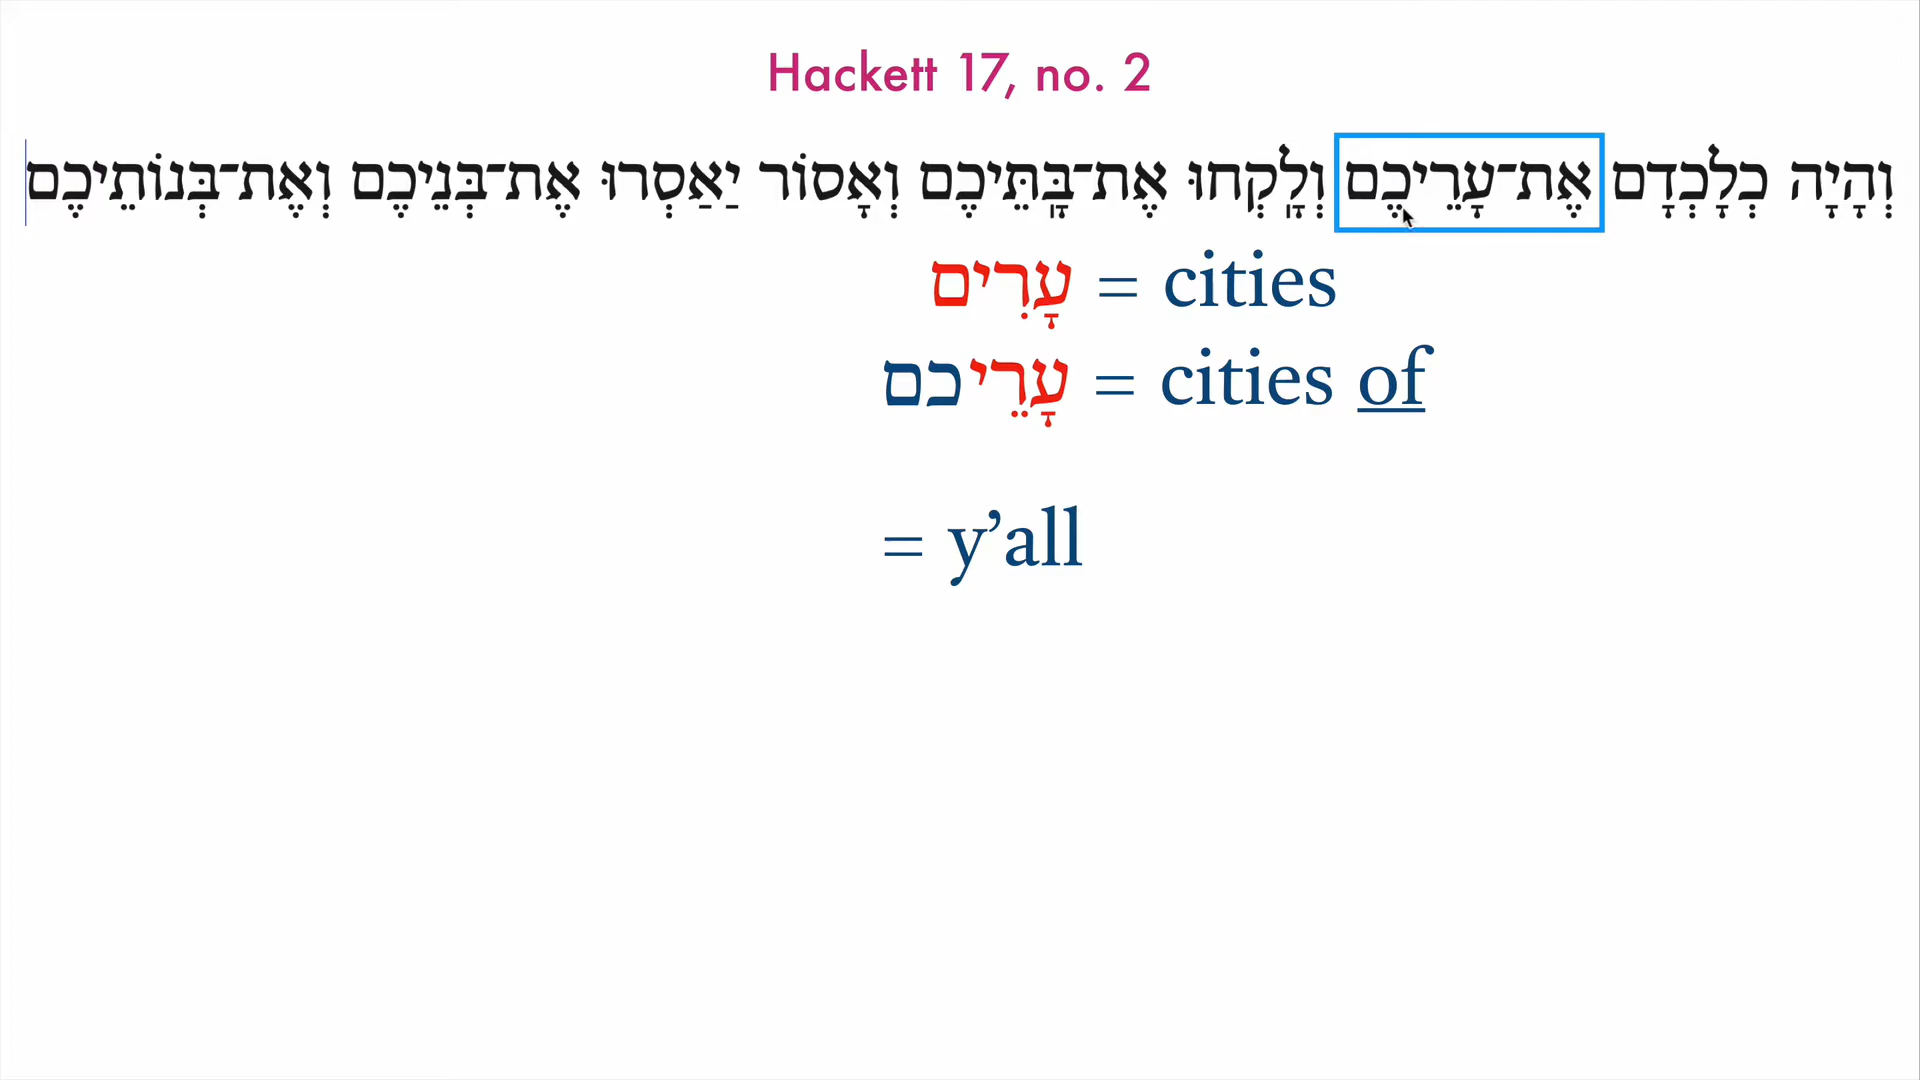 Hackett 17, no. 2
וְהָיָה כְלָכְדָם אֶת־עָרֵיכֶם וְלָֽקְחוּ אֶת־בָּֽתֵּיכֶם וְאָסוֹר יַאַסְרוּ אֶת־בְּנֵיכֶם וְאֶת־בְּנוֹתֵיכֶם
עָרִים = cities
עָרֵיכם = cities of
= y’all